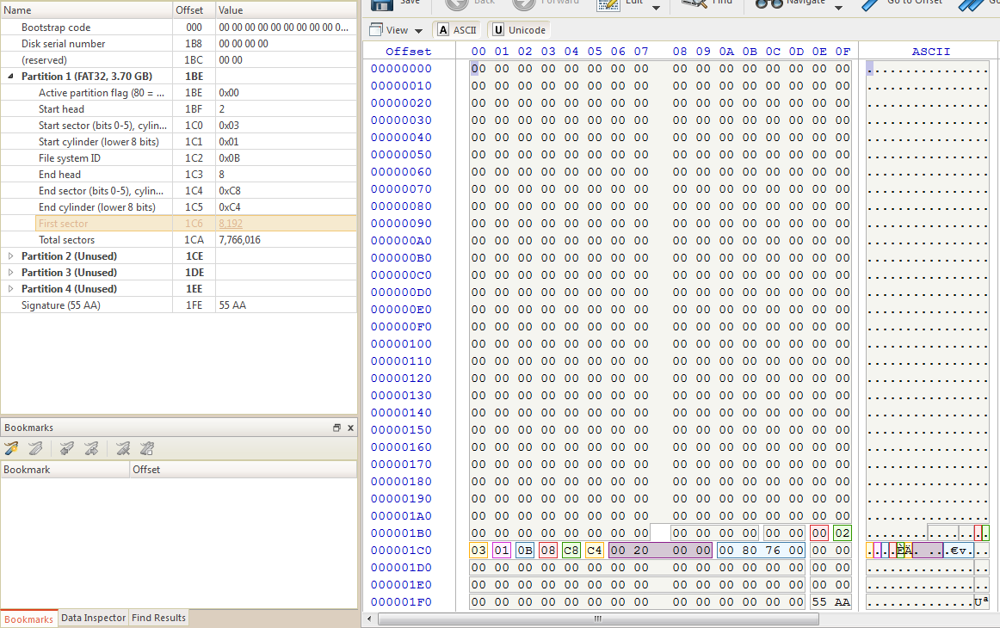 Name Offset Value
Bootstrap code 000 00 00 00 00 00 00 00 00 00 0...
Disk serial number 1B8 00 00 00 00
(reserved) 1BC 00 00
Partition 1 (FAT32, 3.70 GB) 1BE
Active partition flag (80 = ... 1BE 0x00
Start head 1BF 2
Start sector (bits 0-5), cylin... 1C0 0x03
Start cylinder (lower 8 bits) 1C1 0x01
File system ID 1C2 0x0B
End head 1C3 8
End sector (bits 0-5), cylin... 1C4 0xC8
End cylinder (lower 8 bits) 1C5 0xC4
First sector 1C6 8,192
Total sectors 1CA 7,766,016
Partition 2 (Unused) 1CE
Partition 3 (Unused) 1DE
Partition 4 (Unused) 1EE
Signature (55 AA) 1FE 55 AA
Bookmarks
Bookmark Offset
Bookmarks Data Inspector Find Results
Save Back Forward Edit Find Navigate Go to Offset Go
View A ASCII U Unicode
Offset 00 01 02 03 04 05 06 07 08 09 0A 0B 0C 0D 0E 0F ASCII
00000000 00 00 00 00 00 00 00 00 00 00 00 00 00 00 00 00 ................
00000010 00 00 00 00 00 00 00 00 00 00 00 00 00 00 00 00 ................
00000020 00 00 00 00 00 00 00 00 00 00 00 00 00 00 00 00 ................
00000030 00 00 00 00 00 00 00 00 00 00 00 00 00 00 00 00 ................
00000040 00 00 00 00 00 00 00 00 00 00 00 00 00 00 00 00 ................
00000050 00 00 00 00 00 00 00 00 00 00 00 00 00 00 00 00 ................
00000060 00 00 00 00 00 00 00 00 00 00 00 00 00 00 00 00 ................
00000070 00 00 00 00 00 00 00 00 00 00 00 00 00 00 00 00 ................
00000080 00 00 00 00 00 00 00 00 00 00 00 00 00 00 00 00 ................
00000090 00 00 00 00 00 00 00 00 00 00 00 00 00 00 00 00 ................
000000A0 00 00 00 00 00 00 00 00 00 00 00 00 00 00 00 00 ................
000000B0 00 00 00 00 00 00 00 00 00 00 00 00 00 00 00 00 ................
000000C0 00 00 00 00 00 00 00 00 00 00 00 00 00 00 00 00 ................
000000D0 00 00 00 00 00 00 00 00 00 00 00 00 00 00 00 00 ................
000000E0 00 00 00 00 00 00 00 00 00 00 00 00 00 00 00 00 ................
000000F0 00 00 00 00 00 00 00 00 00 00 00 00 00 00 00 00 ................
00000100 00 00 00 00 00 00 00 00 00 00 00 00 00 00 00 00 ................
00000110 00 00 00 00 00 00 00 00 00 00 00 00 00 00 00 00 ................
00000120 00 00 00 00 00 00 00 00 00 00 00 00 00 00 00 00 ................
00000130 00 00 00 00 00 00 00 00 00 00 00 00 00 00 00 00 ................
00000140 00 00 00 00 00 00 00 00 00 00 00 00 00 00 00 00 ................
00000150 00 00 00 00 00 00 00 00 00 00 00 00 00 00 00 00 ................
00000160 00 00 00 00 00 00 00 00 00 00 00 00 00 00 00 00 ................
00000170 00 00 00 00 00 00 00 00 00 00 00 00 00 00 00 00 ................
00000180 00 00 00 00 00 00 00 00 00 00 00 00 00 00 00 00 ................
00000190 00 00 00 00 00 00 00 00 00 00 00 00 00 00 00 00 ................
000001A0 00 00 00 00 00 00 00 00 00 00 00 00 00 00 00 00 ................
000001B0 00 00 00 00 00 00 00 00 00 00 00 00 00 00 00 02 ................
000001C0 03 01 0B 08 C8 C4 00 20 00 00 00 80 76 00 00 00 ....ÈÄ. ...€v...
000001D0 00 00 00 00 00 00 00 00 00 00 00 00 00 00 00 00 ................
000001E0 00 00 00 00 00 00 00 00 00 00 00 00 00 00 00 00 ................
000001F0 00 00 00 00 00 00 00 00 00 00 00 00 00 00 55 AA ..............Uª